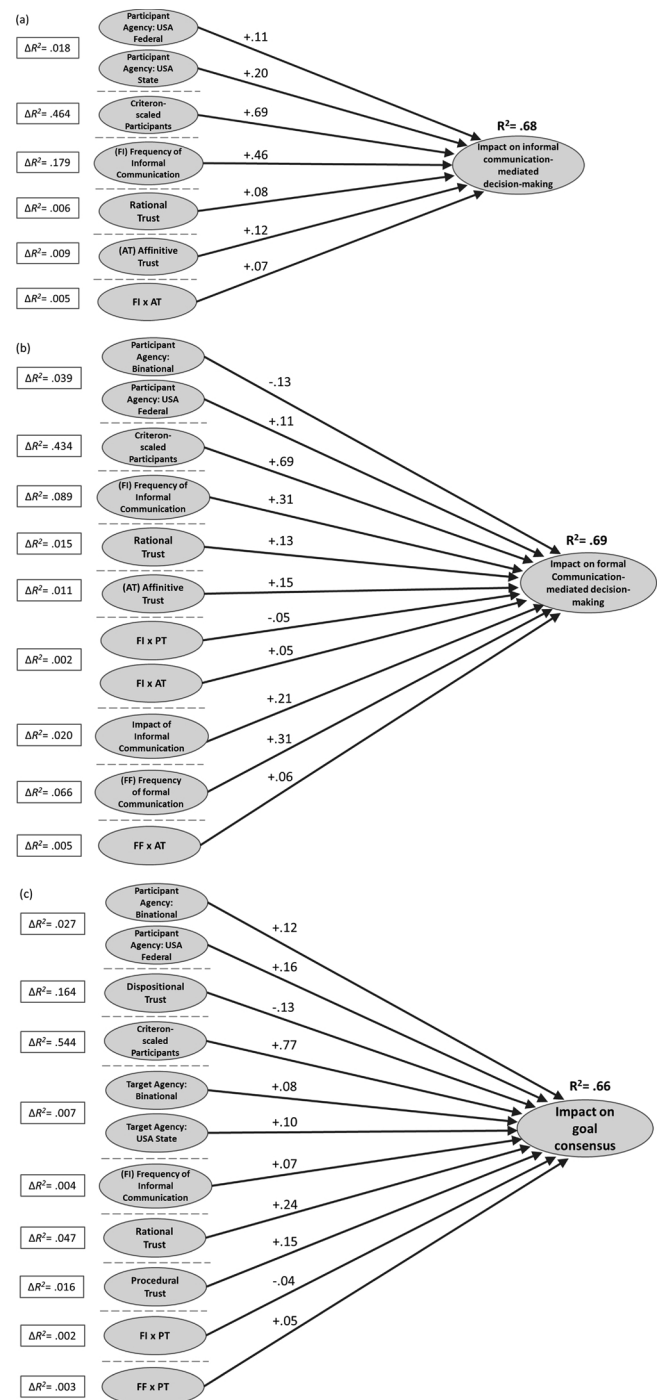 (a)
Participant
Agency: USA
Federal
+.11
ΔR²= .018
Participant
Agency: USA
State
+.20
R²= .68
ΔR²= .464
Criteron-
scaled
Participants
+.69
Impact on informal
communication-
mediated
decision-making
ΔR²= .179
(FI) Frequency of
Informal
Communication
+.46
ΔR²= .006
Rational
Trust
+.08
ΔR²= .009
(AT) Affinitive
Trust
+.12
ΔR²= .005
FI x AT
+.07
(b)
Participant
Agency:
Binational
-.13
ΔR²= .039
Participant
Agency: USA
Federal
+.11
ΔR²= .434
Criteron-
scaled
Participants
+.69
ΔR²= .089
(FI) Frequency
of Informal
Communication
+.31
R²= .69
ΔR²= .015
Rational
Trust
+.13
Impact on formal
Communication-
mediated decision-
making
ΔR²= .011
(AT) Affinitive
Trust
+.15
FI x PT
-.05
ΔR²= .002
FI x AT
+.05
ΔR²= .020
Impact of
Informal
Communication
+.21
ΔR²= .066
(FF) Frequency
of formal
Communication
+.31
ΔR²= .005
FF x AT
+.06
(c)
Participant
Agency:
Binational
+.12
ΔR²= .027
Participant
Agency: USA
Federal
+.16
ΔR²= .164
Dispositional
Trust
-.13
ΔR²= .544
Criteron-
scaled
Participants
+.77
Target Agency:
Binational
+.08
R²= .66
ΔR²= .007
Target Agency:
USA State
+.10
Impact on
goal
consensus
ΔR²= .004
(FI) Frequency of
Informal
Communication
+.07
ΔR²= .047
Rational
Trust
+.24
ΔR²= .016
Procedural
Trust
+.15
ΔR²= .002
FI x PT
-.04
ΔR²= .003
FF x PT
+.05